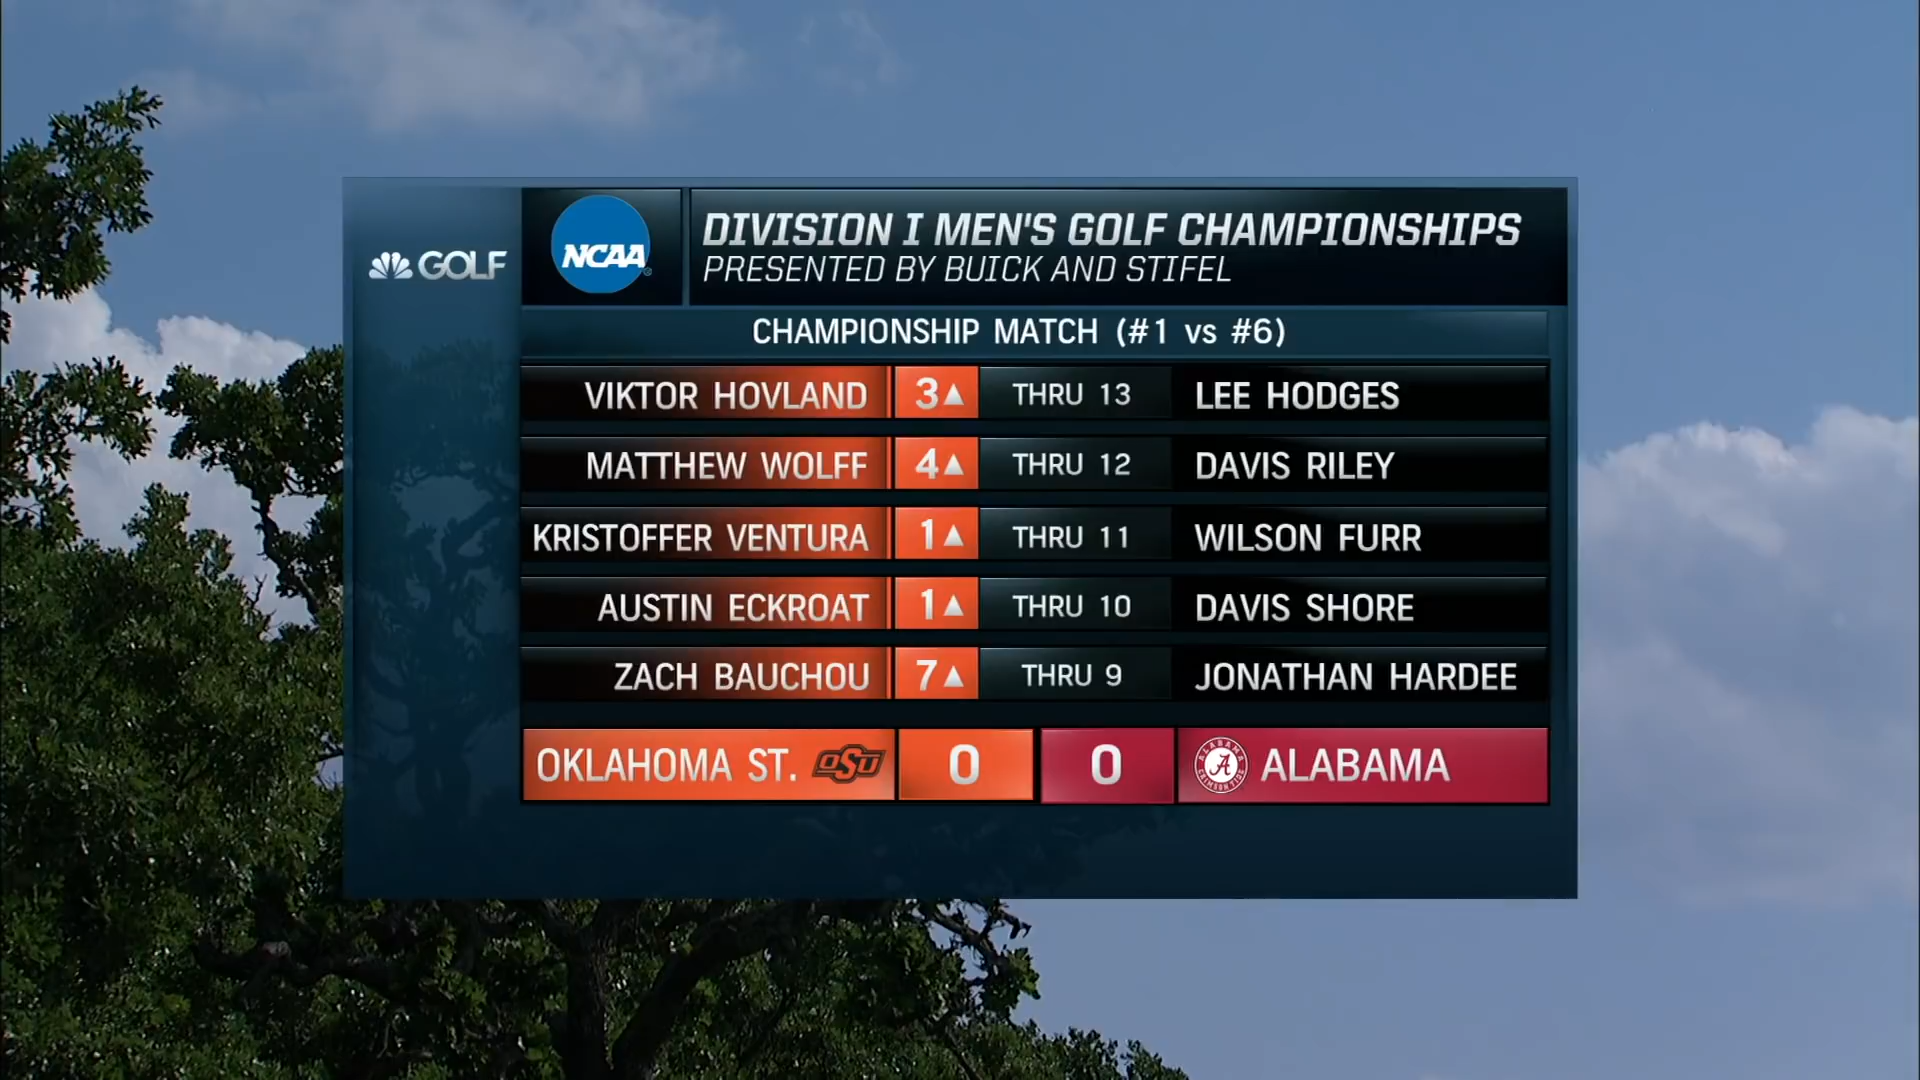 GOLF
NCAA
DIVISION I MEN'S GOLF CHAMPIONSHIPS
PRESENTED BY BUICK AND STIFEL
CHAMPIONSHIP MATCH (#1 vs #6)
VIKTOR HOVLAND 3▲ THRU 13 LEE HODGES
MATTHEW WOLFF 4▲ THRU 12 DAVIS RILEY
KRISTOFFER VENTURA 1▲ THRU 11 WILSON FURR
AUSTIN ECKROAT 1▲ THRU 10 DAVIS SHORE
ZACH BAUCHOU 7▲ THRU 9 JONATHAN HARDEE
OKLAHOMA ST. OSU 0 0 ALABAMA CRIMSON TIDE A ALABAMA